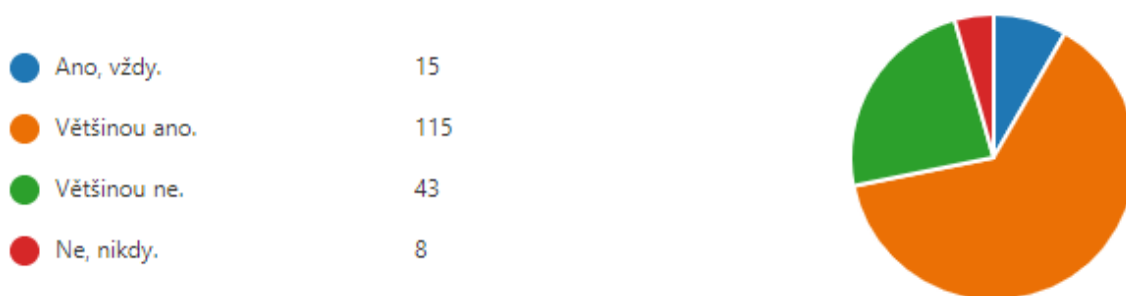 Ano, vždy. 15
Většinou ano. 115
Většinou ne. 43
Ne, nikdy. 8